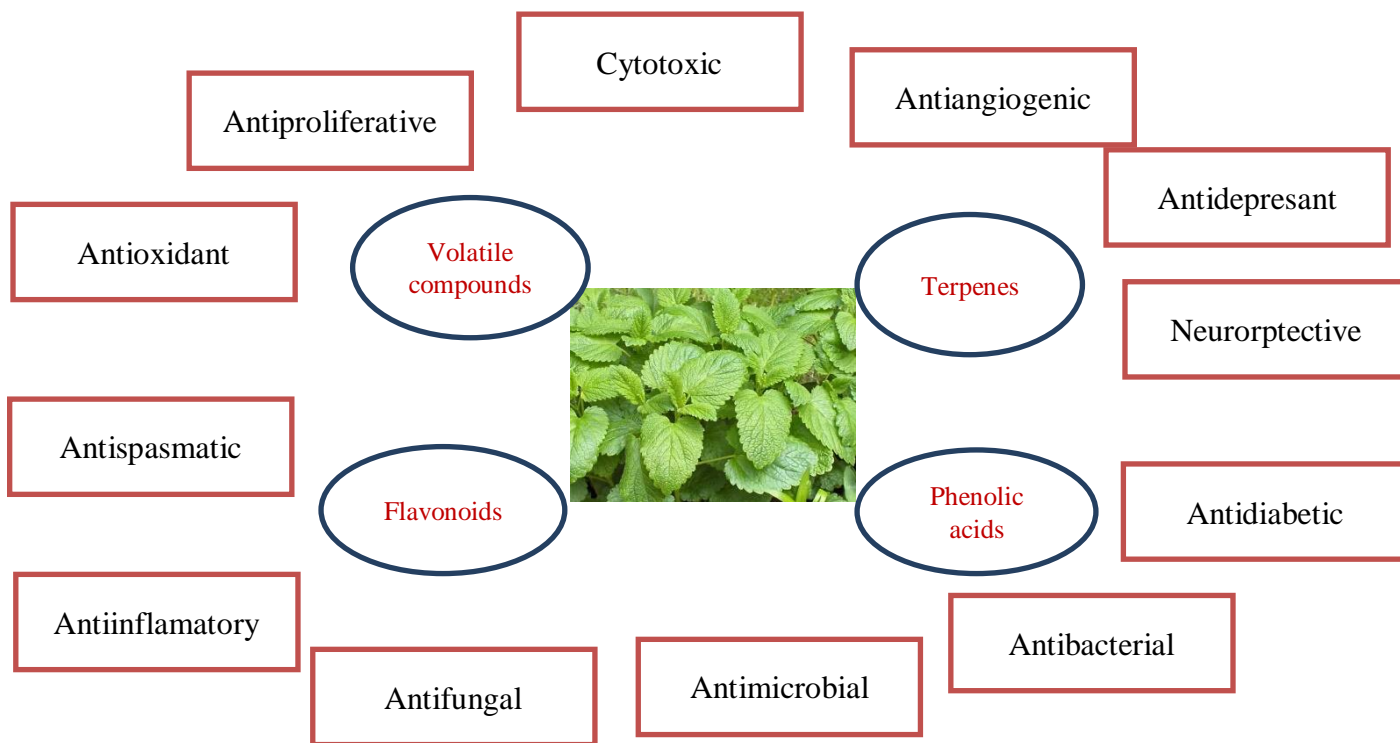 Cytotoxic
Antiangiogenic
Antiproliferative
Antidepresant
Antioxidant
Volatile
compounds
Terpenes
Neurorptective
Antispasmatic
Flavonoids
Phenolic
acids
Antidiabetic
Antiinflamatory
Antibacterial
Antifungal
Antimicrobial